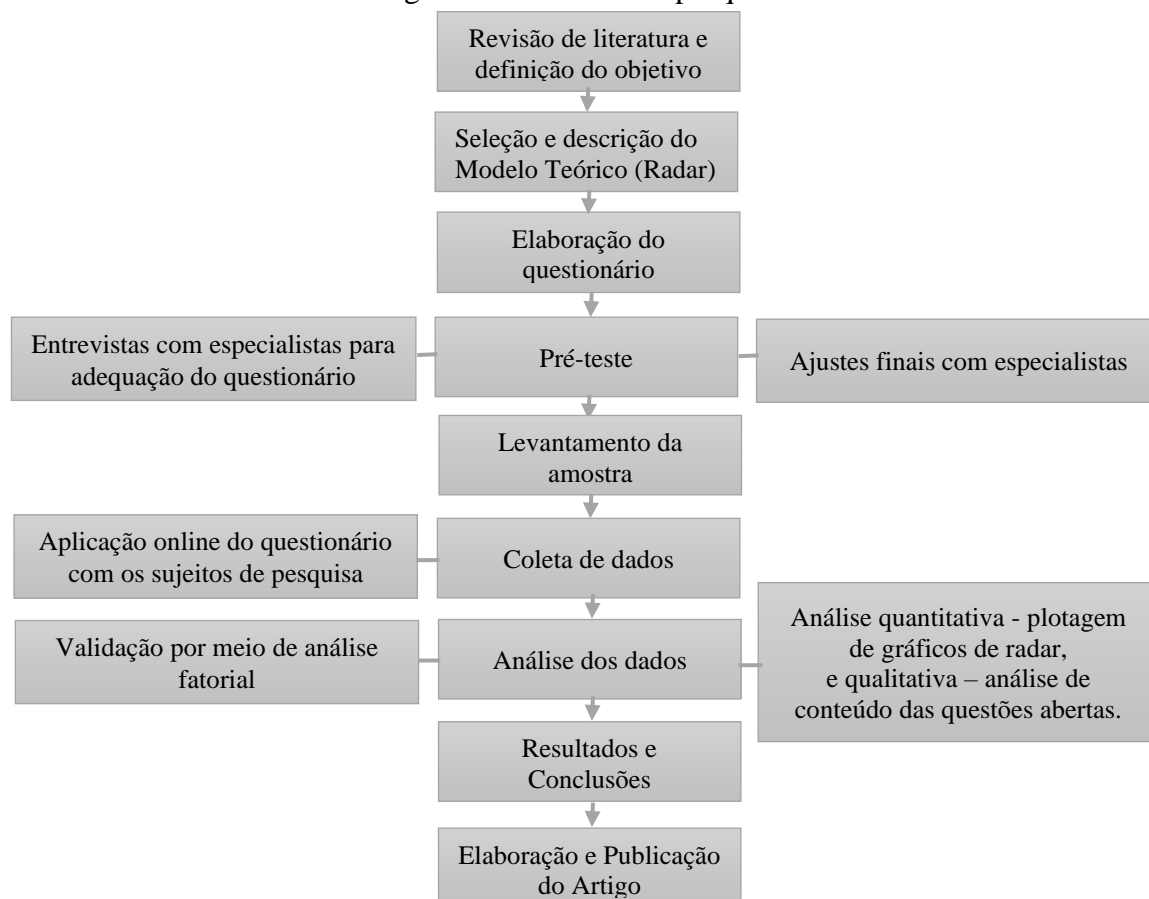 Revisão de literatura e
definição do objetivo
Seleção e descrição do
Modelo Teórico (Radar)
Elaboração do
questionário
Entrevistas com especialistas para
adequação do questionário
Pré-teste
Ajustes finais com especialistas
Levantamento da
amostra
Aplicação online do questionário
com os sujeitos de pesquisa
Coleta de dados
Validação por meio de análise
fatorial
Análise dos dados
Análise quantitativa - plotagem
de gráficos de radar,
e qualitativa – análise de
conteúdo das questões abertas.
Resultados e
Conclusões
Elaboração e Publicação
do Artigo